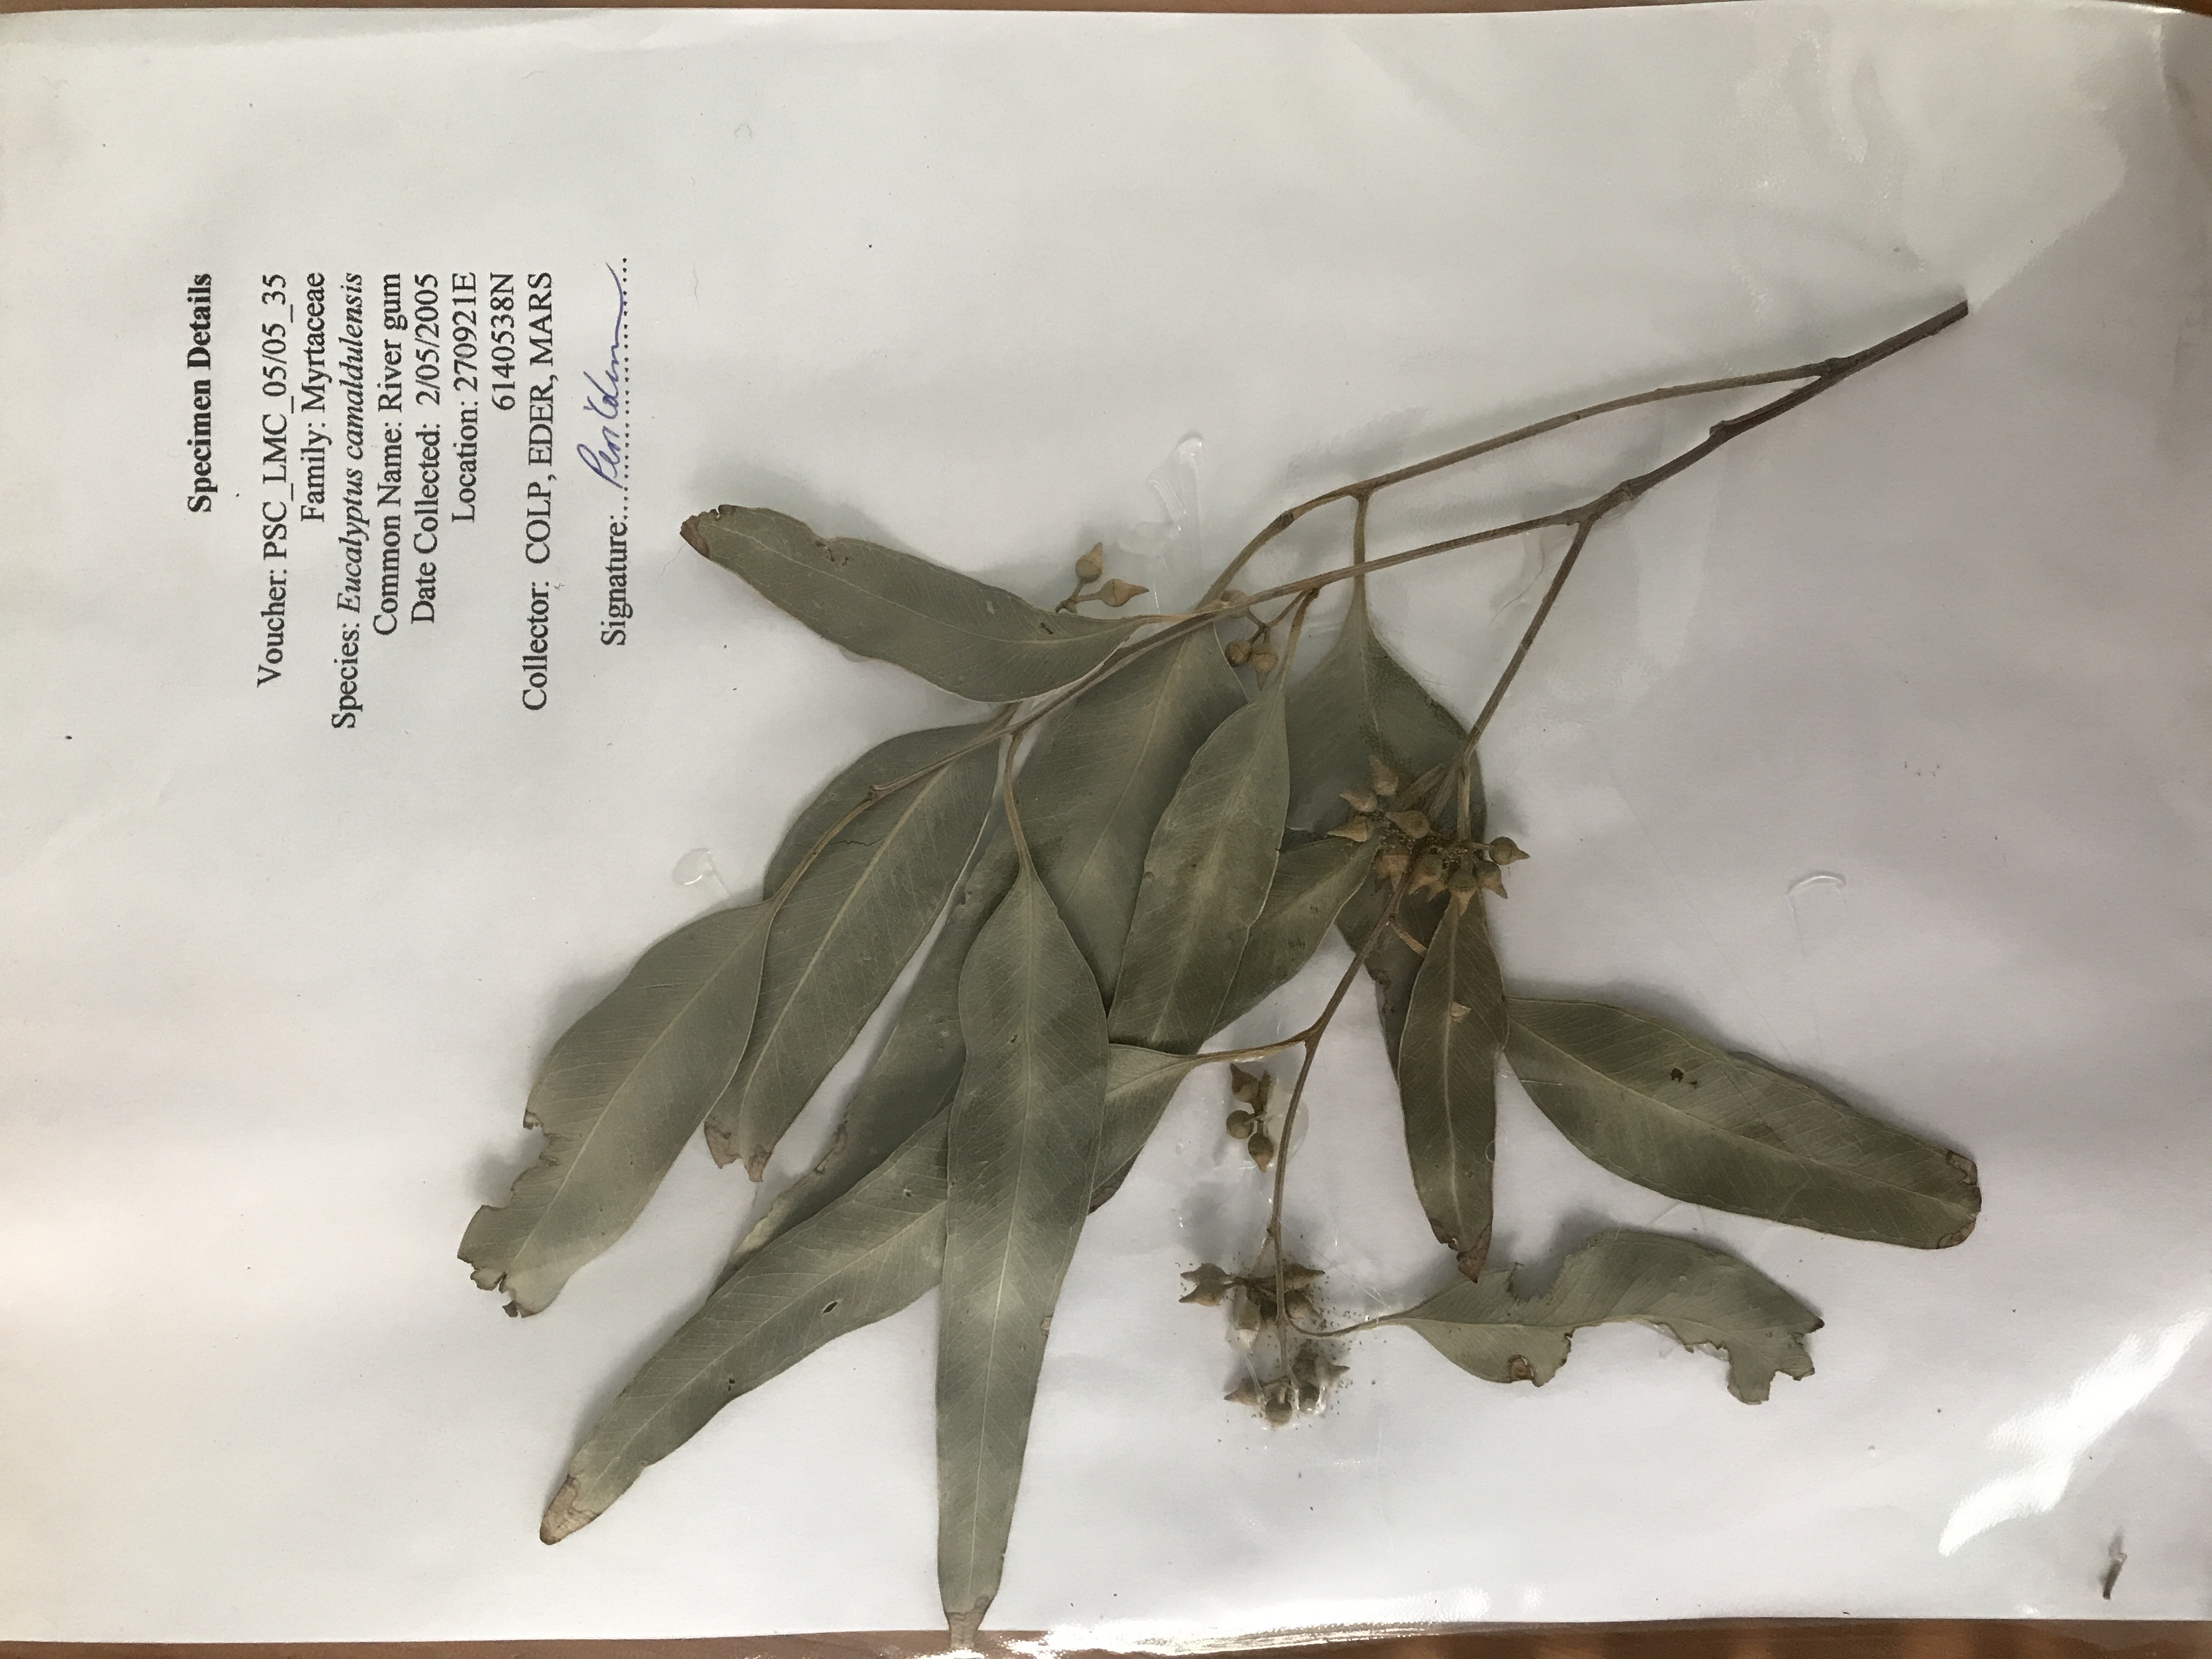 Specimen Details
Voucher: PSC_LMC_05/05_35
Family: Myrtaceae
Species: Eucalyptus camaldulensis
Common Name: River gum
Date Collected: 2/05/2005
Location: 270921E
6140538N
Collector: COLP, EDER, MARS
Signature: